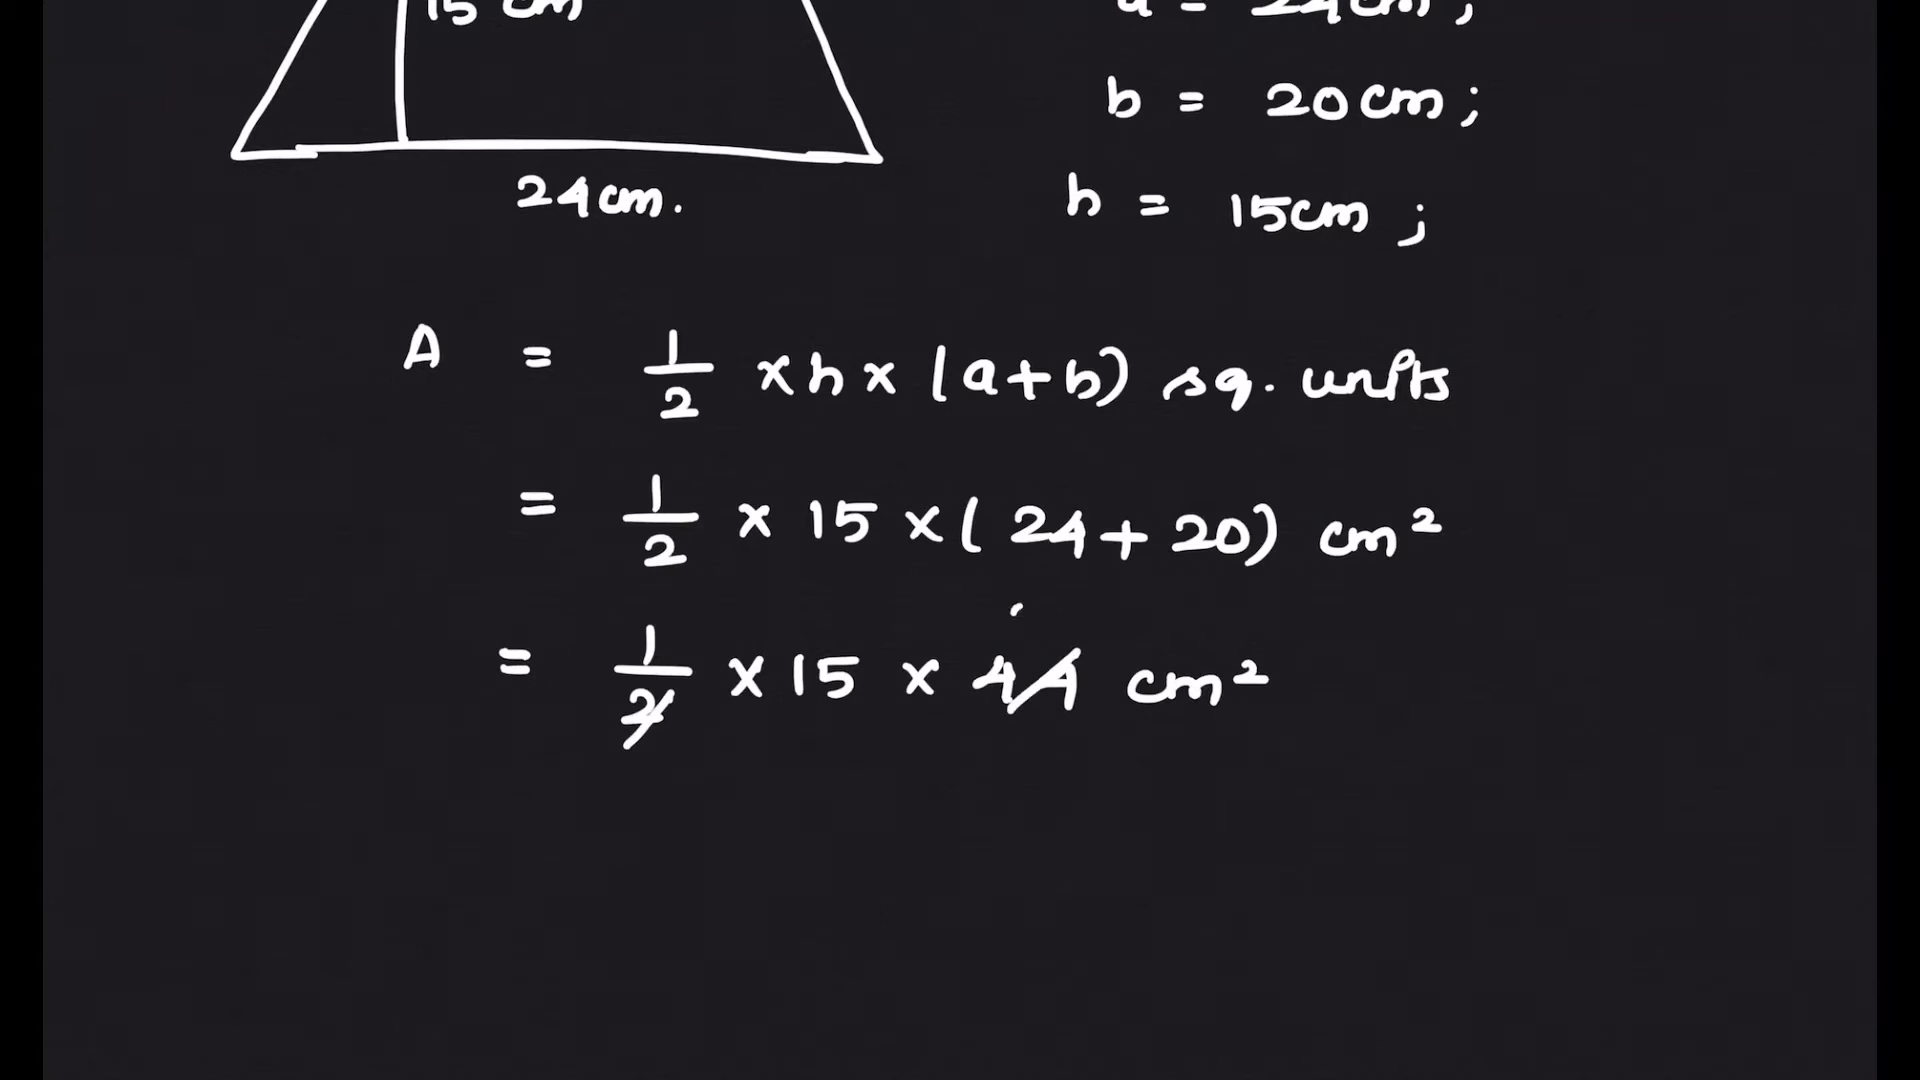 15 cm
a = 24cm;
b = 20cm;
24cm.
h = 15cm;
A = 1/2 × h × (a+b) sq. units
= 1/2 × 15 × (24 + 20) cm²
= 1/2 × 15 × 44 cm²